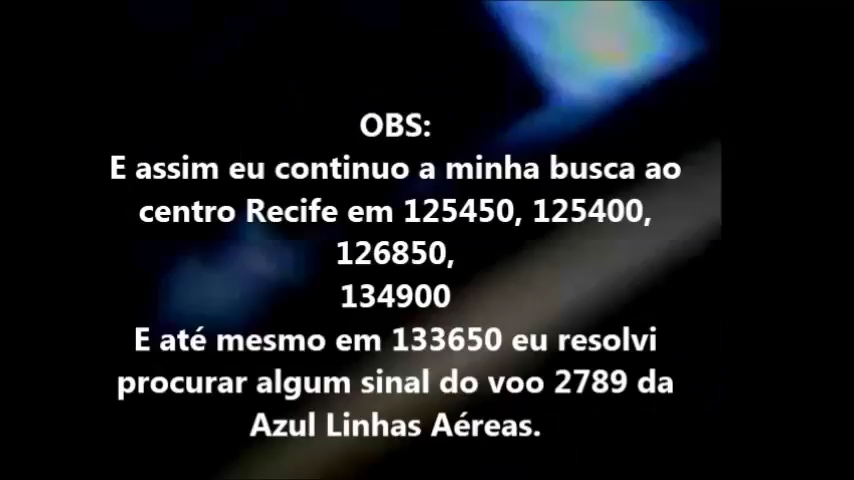 OBS:
E assim eu continuo a minha busca ao
centro Recife em 125450, 125400,
126850,
134900
E até mesmo em 133650 eu resolvi
procurar algum sinal do voo 2789 da
Azul Linhas Aéreas.